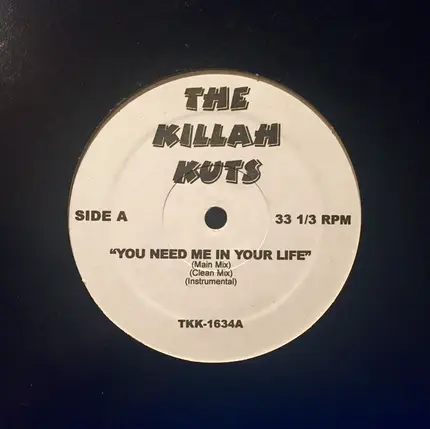 THE
KILLAH
KUTS
SIDE A
33 1/3 RPM
“YOU NEED ME IN YOUR LIFE”
(Main Mix)
(Clean Mix)
(Instrumental)
TKK-1634A